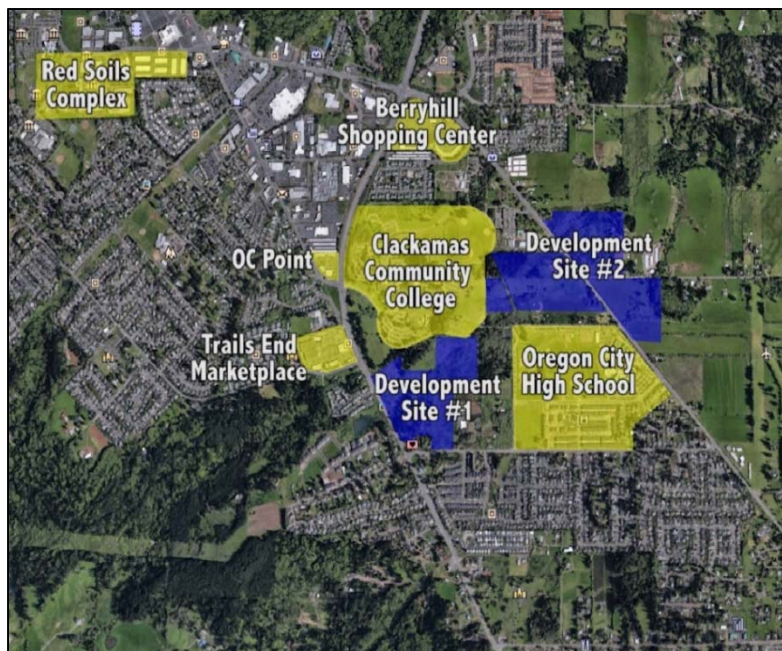 Red Soils
Complex
Berryhill
Shopping Center
OC Point
Clackamas
Community
College
Development
Site #2
Trails End
Marketplace
Development
Site #1
Oregon City
High School